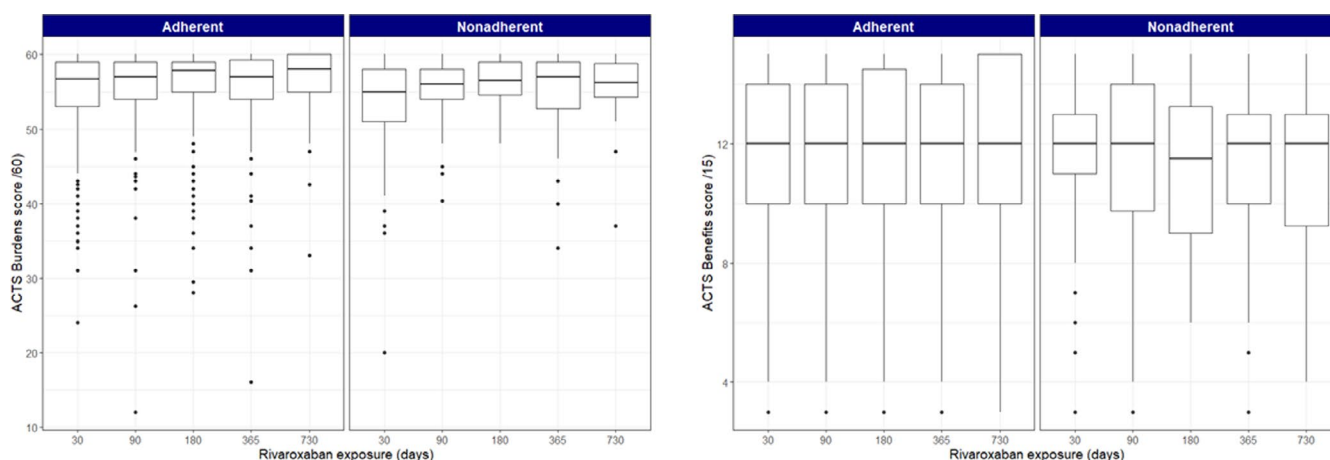 Adherent
Nonadherent
ACTS Burdens score /60)
60
50
40
30
20
10
30 90 180 365 730
30 90 180 365 730
Rivaroxaban exposure (days)
Adherent
Nonadherent
ACTS Benefits score /15)
12
8
4
30 90 180 365 730
30 90 180 365 730
Rivaroxaban exposure (days)